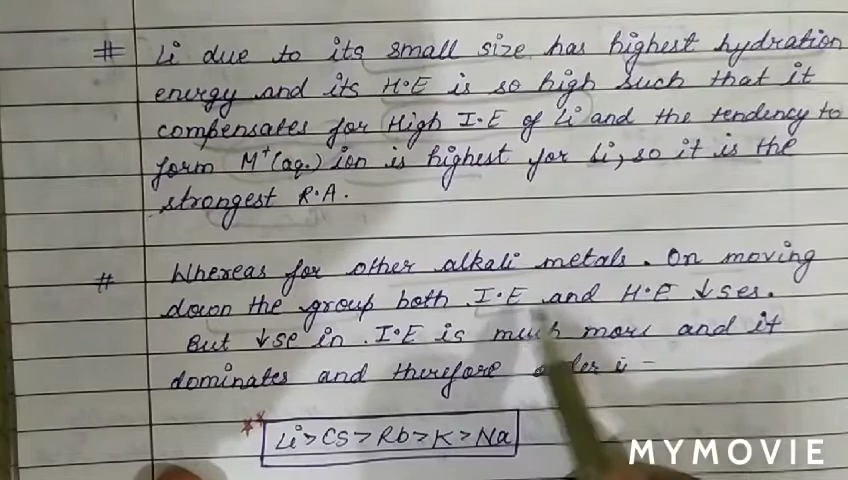 # Li due to its small size has highest hydration
energy and its H·E is so high such that it
compensates for High I·E of Li and the tendency to
form M⁺(aq.) ion is highest for Li, so it is the
strongest R·A.
# Whereas for other alkali metals. On moving
down the group both I·E and H·E ↓ses.
But ↓se in I·E is much more and it
dominates and therefore order is –
** Li > Cs > Rb > K > Na
MYMOVIE